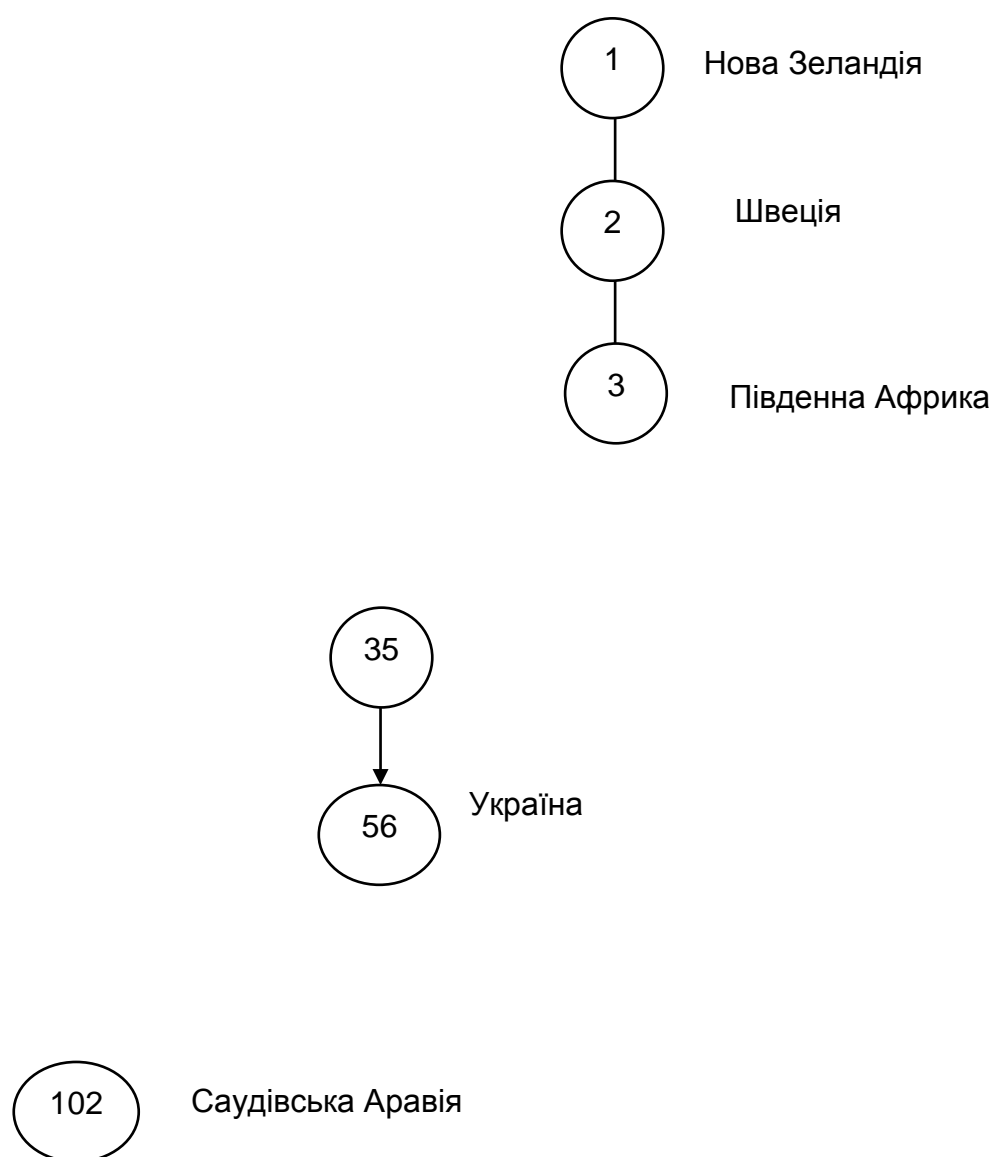 1 Нова Зеландія
2 Швеція
3 Південна Африка
35
56 Україна
102 Саудівська Аравія